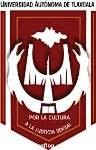 UNIVERSIDAD AUTÓNOMA DE TLAXCALA
POR LA CULTURA
A LA JUSTICIA SOCIAL